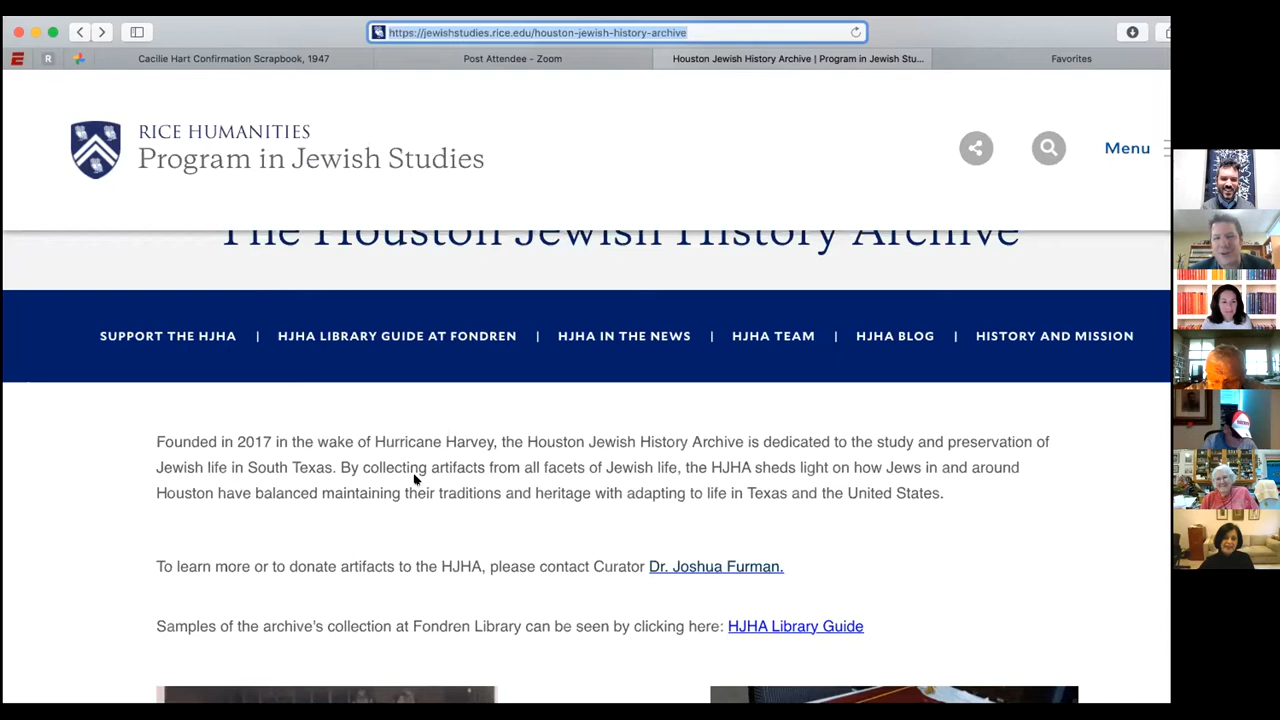 https://jewishstudies.rice.edu/houston-jewish-history-archive
Cacilie Hart Confirmation Scrapbook, 1947
Post Attendee - Zoom
Houston Jewish History Archive | Program in Jewish Stu...
Favorites
RICE HUMANITIES
Program in Jewish Studies
Menu
The Houston Jewish History Archive
SUPPORT THE HJHA | HJHA LIBRARY GUIDE AT FONDREN | HJHA IN THE NEWS | HJHA TEAM | HJHA BLOG | HISTORY AND MISSION
Founded in 2017 in the wake of Hurricane Harvey, the Houston Jewish History Archive is dedicated to the study and preservation of
Jewish life in South Texas. By collecting artifacts from all facets of Jewish life, the HJHA sheds light on how Jews in and around
Houston have balanced maintaining their traditions and heritage with adapting to life in Texas and the United States.
To learn more or to donate artifacts to the HJHA, please contact Curator Dr. Joshua Furman.
Samples of the archive's collection at Fondren Library can be seen by clicking here: HJHA Library Guide